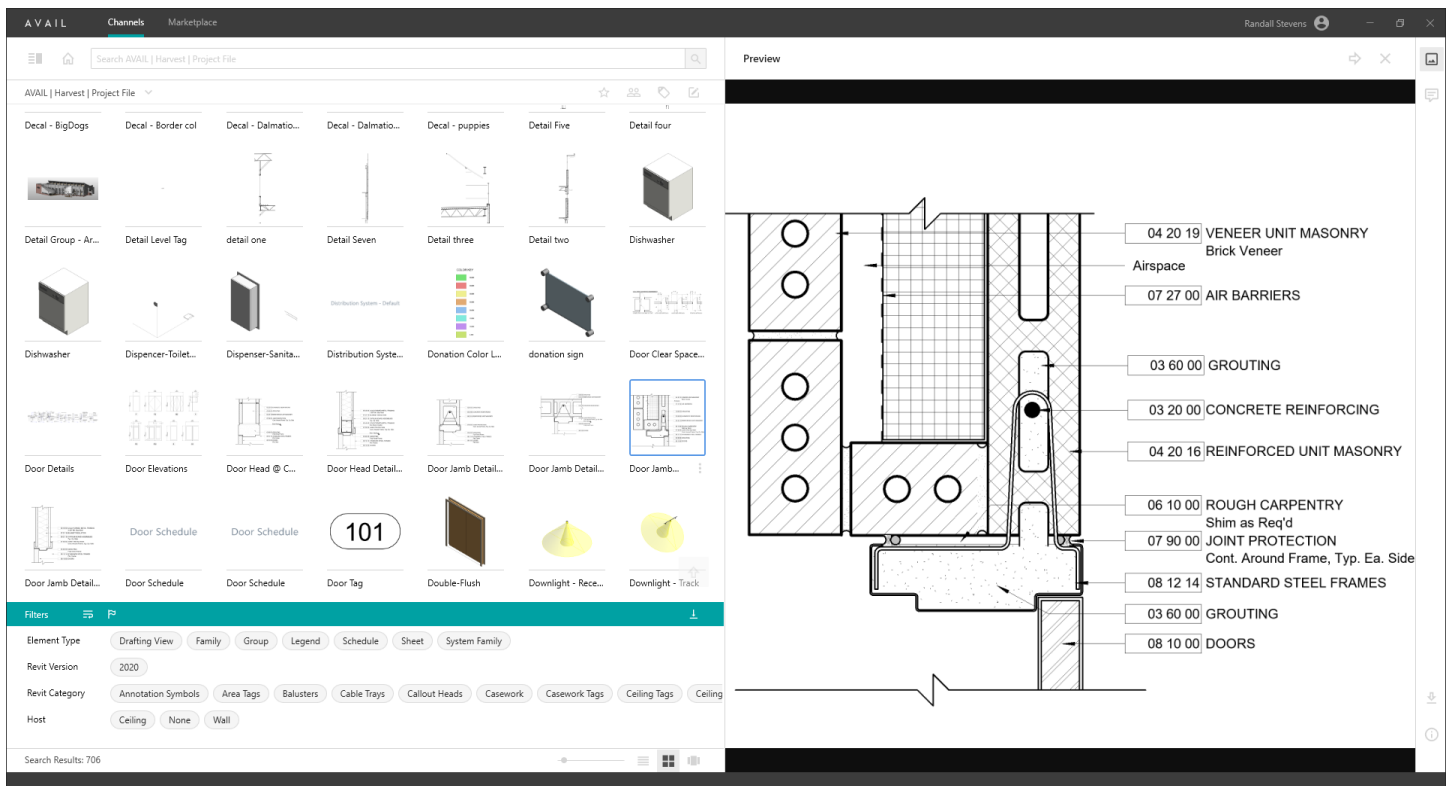 AVAIL
Channels
Marketplace
Randall Stevens
Search AVAIL | Harvest | Project File
AVAIL | Harvest | Project File
Decal - BigDogs
Decal - Border col
Decal - Dalmatio...
Decal - Dalmatio...
Decal - puppies
Detail Five
Detail four
Detail Group - Ar...
Detail Level Tag
detail one
Detail Seven
Detail three
Detail two
Dishwasher
Distribution System - Default
Dishwasher
Dispencer-Toilet...
Dispenser-Sanita...
Distribution Syste...
Donation Color L...
donation sign
Door Clear Space...
Door Details
Door Elevations
Door Head @ C...
Door Head Detail...
Door Jamb Detail...
Door Jamb Detail...
Door Jamb...
Door Schedule
Door Schedule
101
Door Jamb Detail...
Door Schedule
Door Schedule
Door Tag
Double-Flush
Downlight - Rece...
Downlight - Track
Filters
Element Type
Drafting View
Family
Group
Legend
Schedule
Sheet
System Family
Revit Version
2020
Revit Category
Annotation Symbols
Area Tags
Balusters
Cable Trays
Callout Heads
Casework
Casework Tags
Ceiling Tags
Ceiling
Host
Ceiling
None
Wall
Search Results: 706
Preview
04 20 19 VENEER UNIT MASONRY
Brick Veneer
Airspace
07 27 00 AIR BARRIERS
03 60 00 GROUTING
03 20 00 CONCRETE REINFORCING
04 20 16 REINFORCED UNIT MASONRY
06 10 00 ROUGH CARPENTRY
Shim as Req'd
07 90 00 JOINT PROTECTION
Cont. Around Frame, Typ. Ea. Side
08 12 14 STANDARD STEEL FRAMES
03 60 00 GROUTING
08 10 00 DOORS